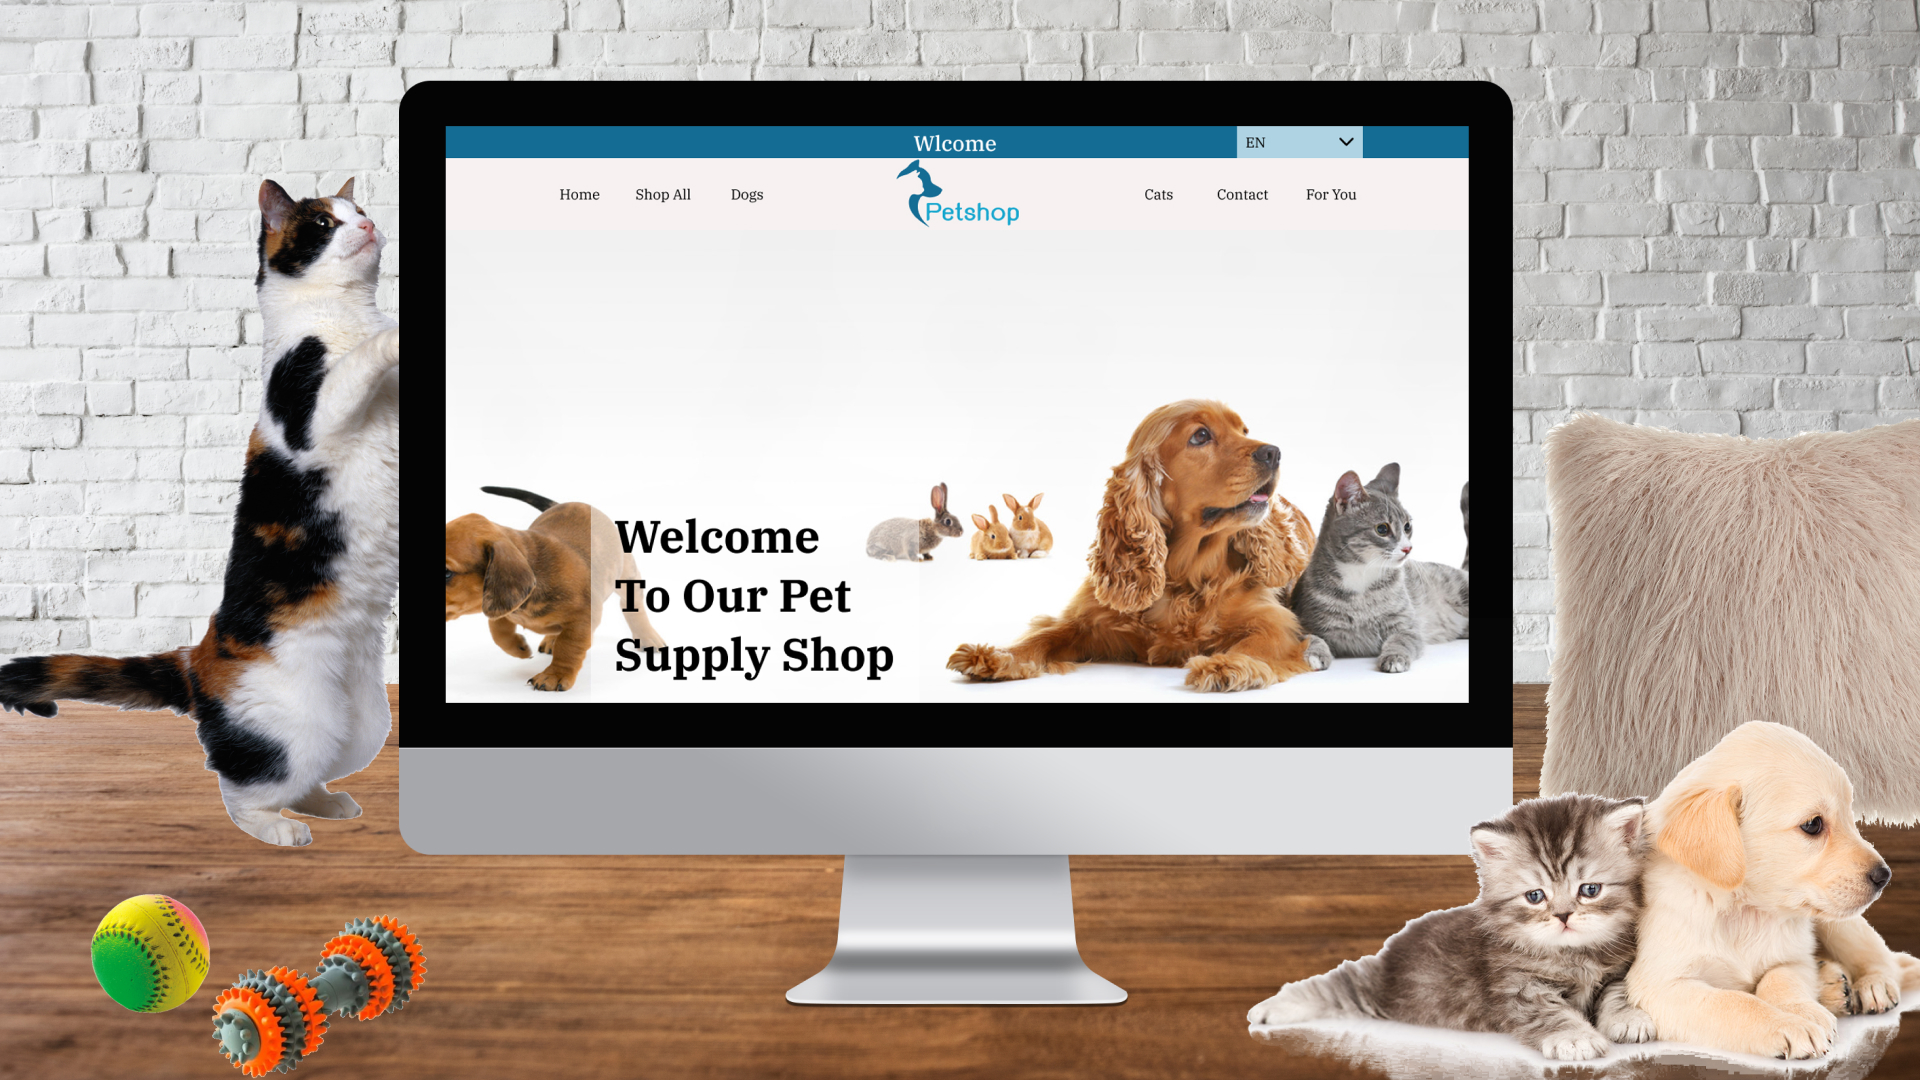 Wlcome
EN
Home Shop All Dogs
Petshop
Cats Contact For You
Welcome
To Our Pet
Supply Shop